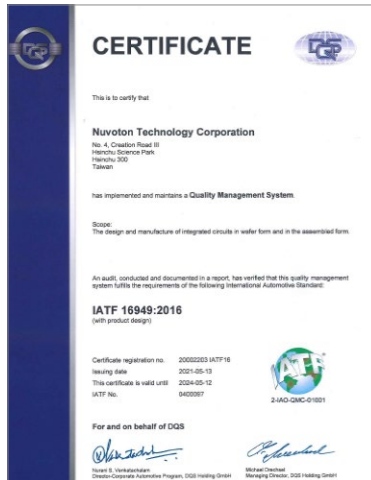 DQS
CERTIFICATE
DQS
This is to certify that
Nuvoton Technology Corporation
No. 4, Creation Road III
Hsinchu Science Park
Hsinchu 300
Taiwan
has implemented and maintains a Quality Management System.
Scope:
The design and manufacture of integrated circuits in wafer form and in the assembled form.
An audit, conducted and documented in a report, has verified that this quality management
system fulfills the requirements of the following International Automotive Standard:
IATF 16949:2016
(with product design)
Certificate registration no. 20002203 IATF16
Issuing date 2021-05-13
This certificate is valid until 2024-05-12
IATF No. 0400097
IATF
2-IAO-QMC-01001
For and on behalf of DQS
Michael Drechsel
Director-Corporate Automotive Program, DQS Holding GmbH
Managing Director, DQS Holding GmbH